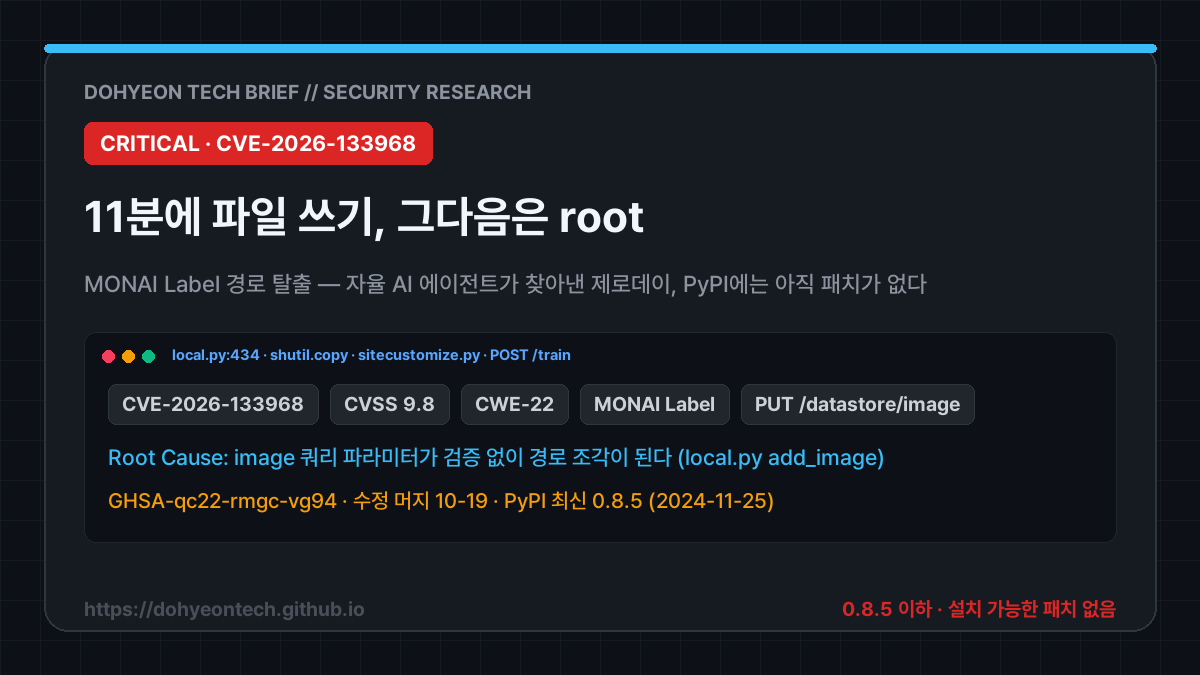 DOHYEON TECH BRIEF // SECURITY RESEARCH
CRITICAL · CVE-2026-133968
11분에 파일 쓰기, 그다음은 root
MONAI Label 경로 탈출 — 자율 AI 에이전트가 찾아낸 제로데이, PyPI에는 아직 패치가 없다
local.py:434 · shutil.copy · sitecustomize.py · POST /train
CVE-2026-133968 CVSS 9.8 CWE-22 MONAI Label PUT /datastore/image
Root Cause: image 쿼리 파라미터가 검증 없이 경로 조각이 된다 (local.py add_image)
GHSA-qc22-rmgc-vg94 · 수정 머지 10-19 · PyPI 최신 0.8.5 (2024-11-25)
https://dohyeontech.github.io 0.8.5 이하 · 설치 가능한 패치 없음